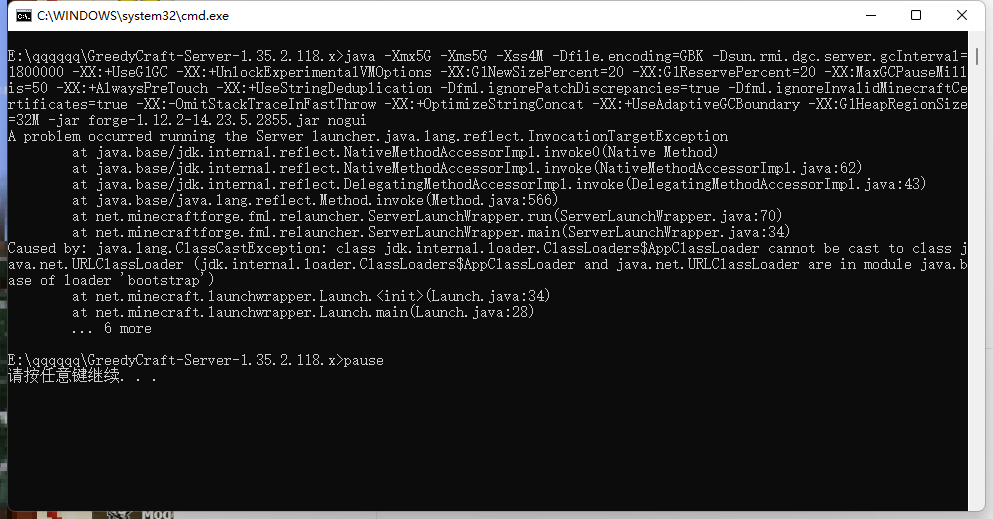 C:\WINDOWS\system32\cmd.exe
E:\qqqqqq\GreedyCraft-Server-1.35.2.118.x>java -Xmx5G -Xms5G -Xss4M -Dfile.encoding=GBK -Dsun.rmi.dgc.server.gcInterval=
1800000 -XX:+UseG1GC -XX:+UnlockExperimentalVMOptions -XX:G1NewSizePercent=20 -XX:G1ReservePercent=20 -XX:MaxGCPauseMill
is=50 -XX:+AlwaysPreTouch -XX:+UseStringDeduplication -Dfml.ignorePatchDiscrepancies=true -Dfml.ignoreInvalidMinecraftCe
rtificates=true -XX:-OmitStackTraceInFastThrow -XX:+OptimizeStringConcat -XX:+UseAdaptiveGCBoundary -XX:G1HeapRegionSize
=32M -jar forge-1.12.2-14.23.5.2855.jar nogui
A problem occurred running the Server launcher.java.lang.reflect.InvocationTargetException
at java.base/jdk.internal.reflect.NativeMethodAccessorImpl.invoke0(Native Method)
at java.base/jdk.internal.reflect.NativeMethodAccessorImpl.invoke(NativeMethodAccessorImpl.java:62)
at java.base/jdk.internal.reflect.DelegatingMethodAccessorImpl.invoke(DelegatingMethodAccessorImpl.java:43)
at java.base/java.lang.reflect.Method.invoke(Method.java:566)
at net.minecraftforge.fml.relauncher.ServerLaunchWrapper.run(ServerLaunchWrapper.java:70)
at net.minecraftforge.fml.relauncher.ServerLaunchWrapper.main(ServerLaunchWrapper.java:34)
Caused by: java.lang.ClassCastException: class jdk.internal.loader.ClassLoaders$AppClassLoader cannot be cast to class j
ava.net.URLClassLoader (jdk.internal.loader.ClassLoaders$AppClassLoader and java.net.URLClassLoader are in module java.b
ase of loader 'bootstrap')
at net.minecraft.launchwrapper.Launch.<init>(Launch.java:34)
at net.minecraft.launchwrapper.Launch.main(Launch.java:28)
... 6 more
E:\qqqqqq\GreedyCraft-Server-1.35.2.118.x>pause
请按任意键继续. . .